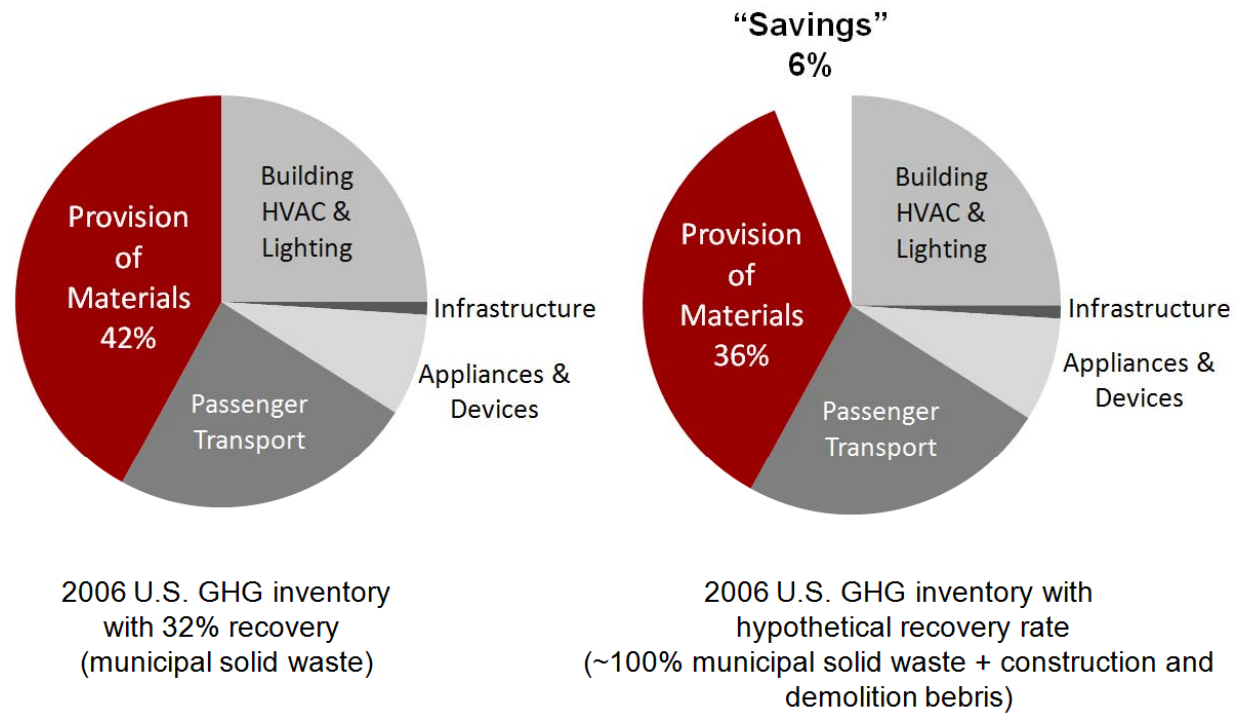 “Savings”
6%
Building
HVAC &
Lighting
Provision
of
Materials
42%
Infrastructure
Appliances &
Devices
Passenger
Transport
Building
HVAC &
Lighting
Provision
of
Materials
36%
Infrastructure
Appliances &
Devices
Passenger
Transport
2006 U.S. GHG inventory
with 32% recovery
(municipal solid waste)
2006 U.S. GHG inventory with
hypothetical recovery rate
(~100% municipal solid waste + construction and
demolition bebris)